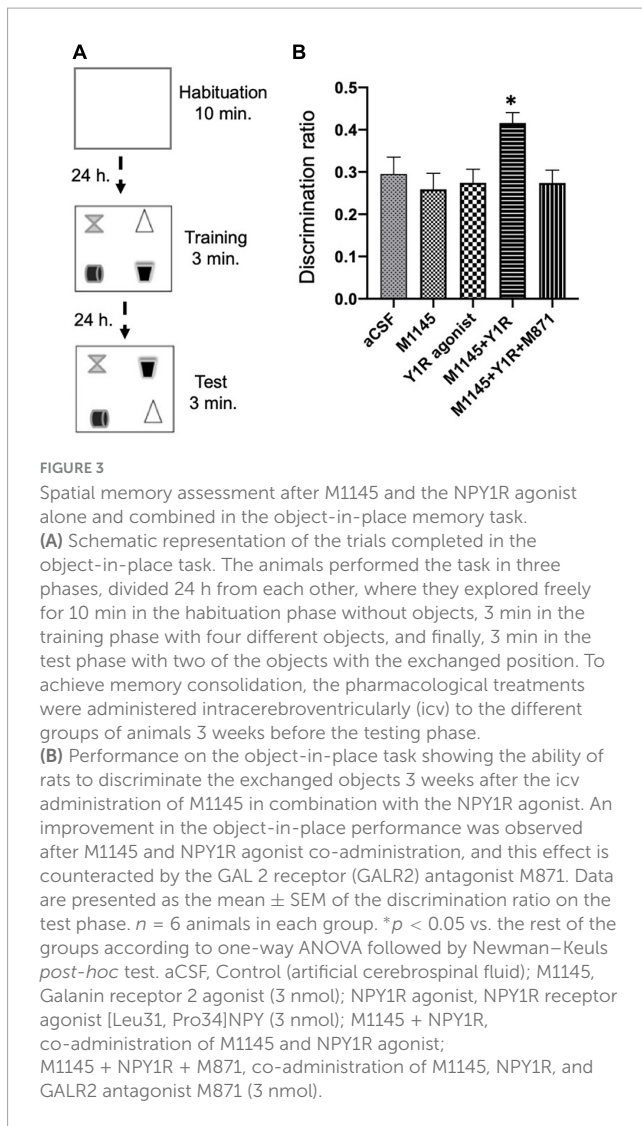 A
Habituation
10 min.
24 h.
Training
3 min.
24 h.
Test
3 min.
B
Discrimination ratio
0.5
0.4
0.3
0.2
0.1
0.0
*
aCSF
M1145
Y1R agonist
M1145+Y1R
M1145+Y1R+M871
FIGURE 3
Spatial memory assessment after M1145 and the NPY1R agonist
alone and combined in the object-in-place memory task.
(A) Schematic representation of the trials completed in the
object-in-place task. The animals performed the task in three
phases, divided 24 h from each other, where they explored freely
for 10 min in the habituation phase without objects, 3 min in the
training phase with four different objects, and finally, 3 min in the
test phase with two of the objects with the exchanged position. To
achieve memory consolidation, the pharmacological treatments
were administered intracerebroventricularly (icv) to the different
groups of animals 3 weeks before the testing phase.
(B) Performance on the object-in-place task showing the ability of
rats to discriminate the exchanged objects 3 weeks after the icv
administration of M1145 in combination with the NPY1R agonist. An
improvement in the object-in-place performance was observed
after M1145 and NPY1R agonist co-administration, and this effect is
counteracted by the GAL 2 receptor (GALR2) antagonist M871. Data
are presented as the mean ± SEM of the discrimination ratio on the
test phase. n = 6 animals in each group. *p < 0.05 vs. the rest of the
groups according to one-way ANOVA followed by Newman–Keuls
post-hoc test. aCSF, Control (artificial cerebrospinal fluid); M1145,
Galanin receptor 2 agonist (3 nmol); NPY1R agonist, NPY1R receptor
agonist [Leu31, Pro34]NPY (3 nmol); M1145 + NPY1R,
co-administration of M1145 and NPY1R agonist;
M1145 + NPY1R + M871, co-administration of M1145, NPY1R, and
GALR2 antagonist M871 (3 nmol).